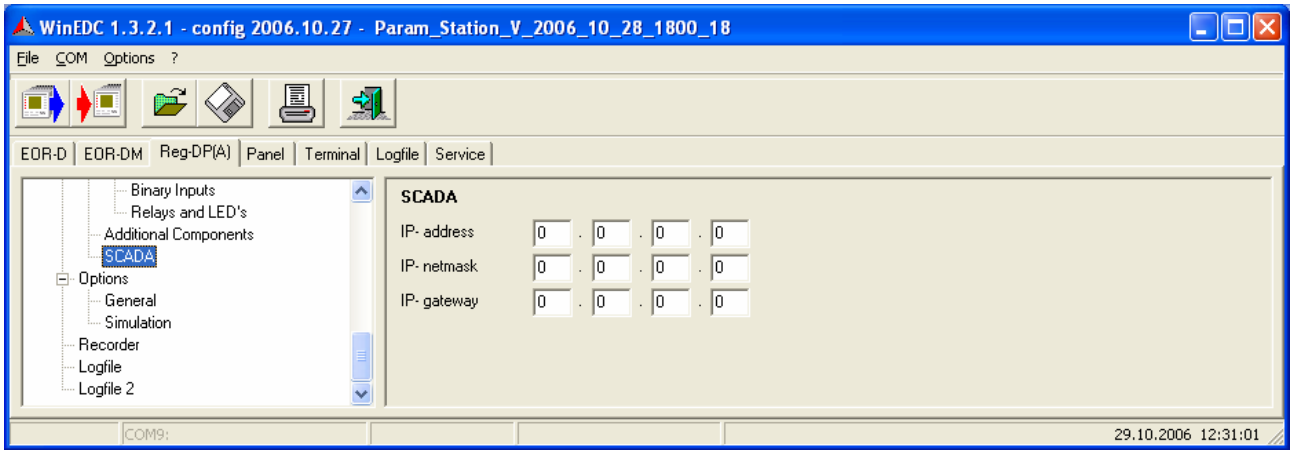 WinEDC 1.3.2.1 - config 2006.10.27 - Param_Station_V_2006_10_28_1800_18
File COM Options ?
EOR-D EOR-DM Reg-DP(A) Panel Terminal Logfile Service
Binary Inputs
Relays and LED's
Additional Components
SCADA
Options
General
Simulation
Recorder
Logfile
Logfile 2
SCADA
IP- address 0 . 0 . 0 . 0
IP- netmask 0 . 0 . 0 . 0
IP- gateway 0 . 0 . 0 . 0
COM9: 29.10.2006 12:31:01